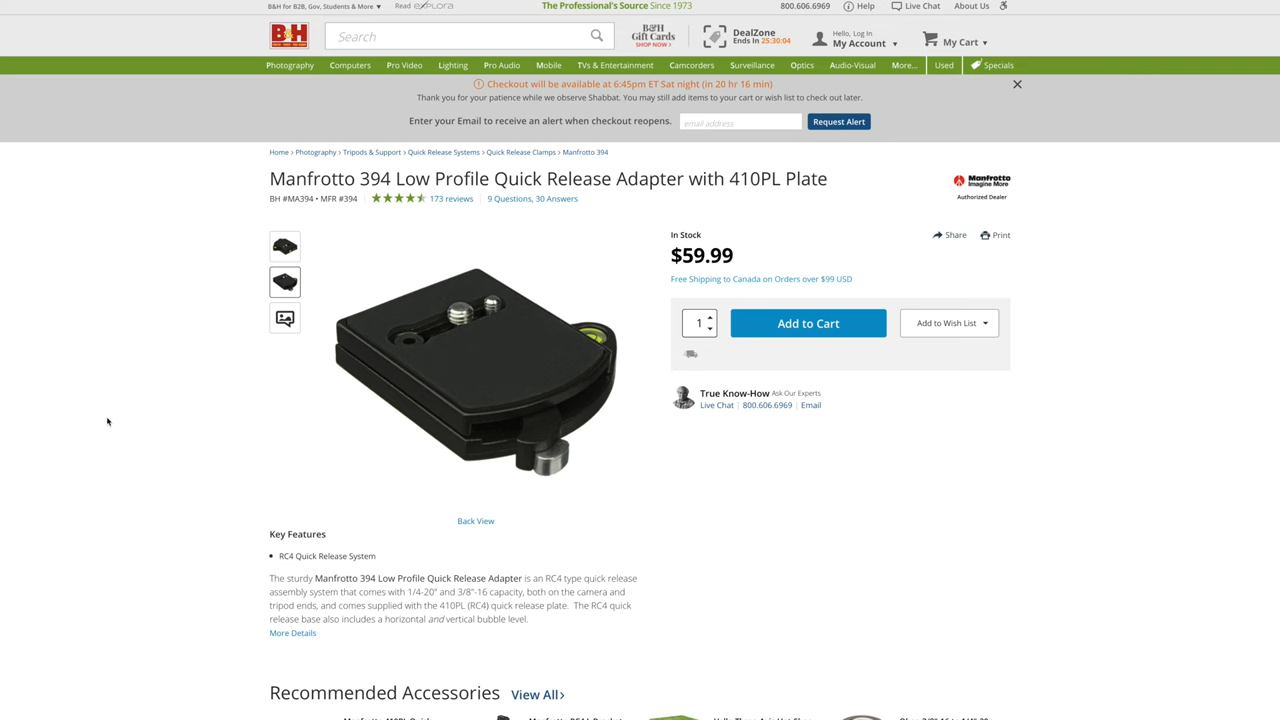 B&H for B2B, Gov, Students & More ▼ Read eXPLORA The Professional's Source Since 1973 800.606.6969 Help Live Chat About Us
B&H Search B&H Gift Cards SHOP NOW › DealZone Ends In 25:30:04 Hello, Log In My Account ▼ My Cart ▼
Photography Computers Pro Video Lighting Pro Audio Mobile TVs & Entertainment Camcorders Surveillance Optics Audio-Visual More... Used Specials
Checkout will be available at 6:45pm ET Sat night (in 20 hr 16 min)
Thank you for your patience while we observe Shabbat. You may still add items to your cart or wish list to check out later.
Enter your Email to receive an alert when checkout reopens. email address Request Alert
Home › Photography › Tripods & Support › Quick Release Systems › Quick Release Clamps › Manfrotto 394
Manfrotto 394 Low Profile Quick Release Adapter with 410PL Plate
BH #MA394 • MFR #394 173 reviews 9 Questions, 30 Answers
Manfrotto
Imagine More
Authorized Dealer
In Stock Share Print
$59.99
Free Shipping to Canada on Orders over $99 USD
1 Add to Cart Add to Wish List ▼
True Know-How Ask Our Experts
Live Chat | 800.606.6969 | Email
Back View
Key Features
• RC4 Quick Release System
The sturdy Manfrotto 394 Low Profile Quick Release Adapter is an RC4 type quick release
assembly system that comes with 1/4-20" and 3/8"-16 capacity, both on the camera and
tripod ends, and comes supplied with the 410PL (RC4) quick release plate. The RC4 quick
release base also includes a horizontal and vertical bubble level.
More Details
Recommended Accessories View All›